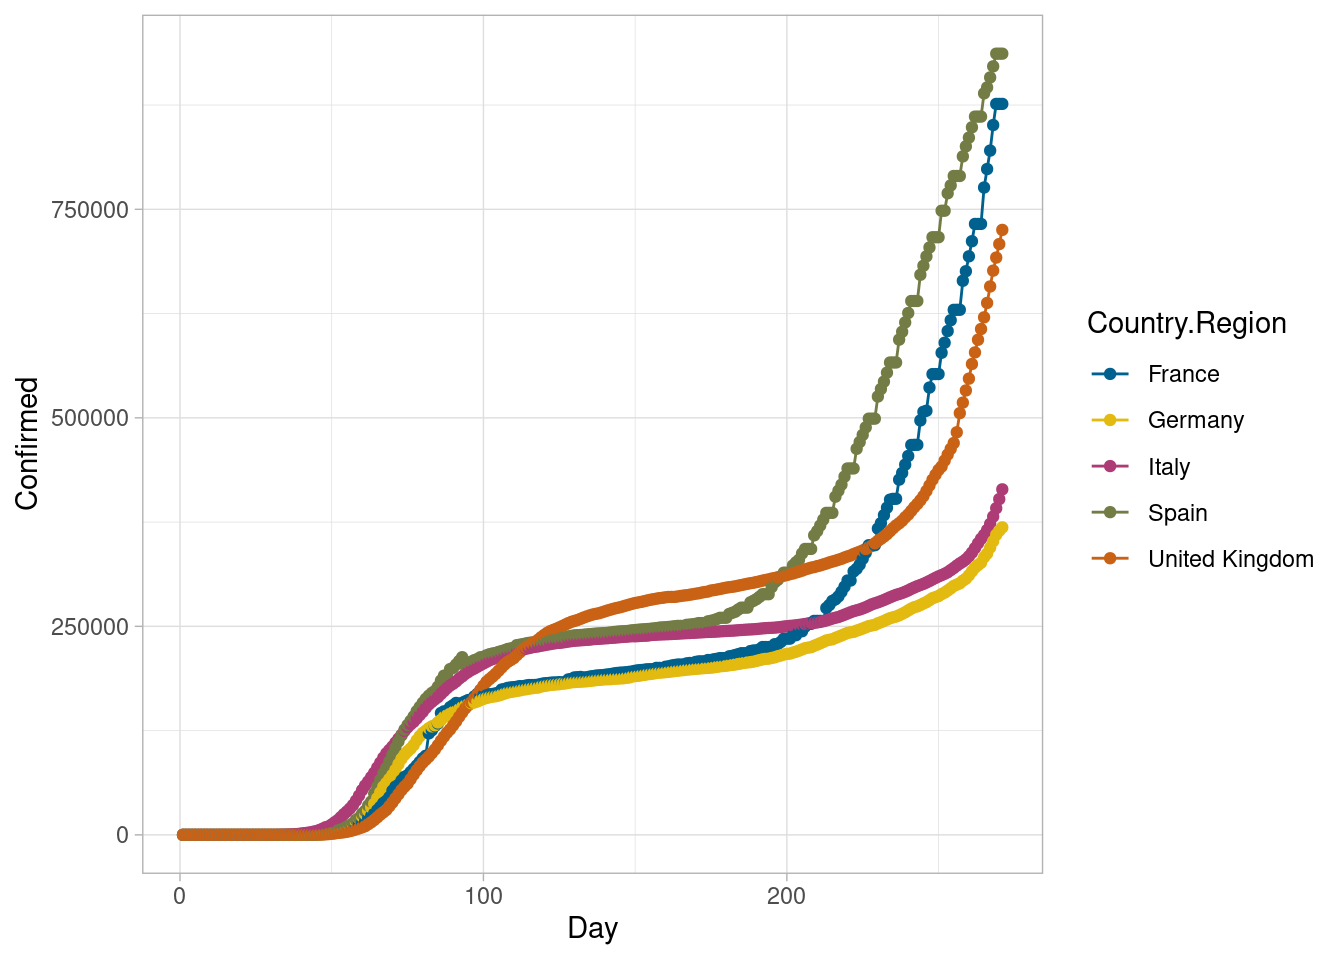 750000
500000
250000
0
Confirmed
0 100 200
Day
Country.Region
France
Germany
Italy
Spain
United Kingdom